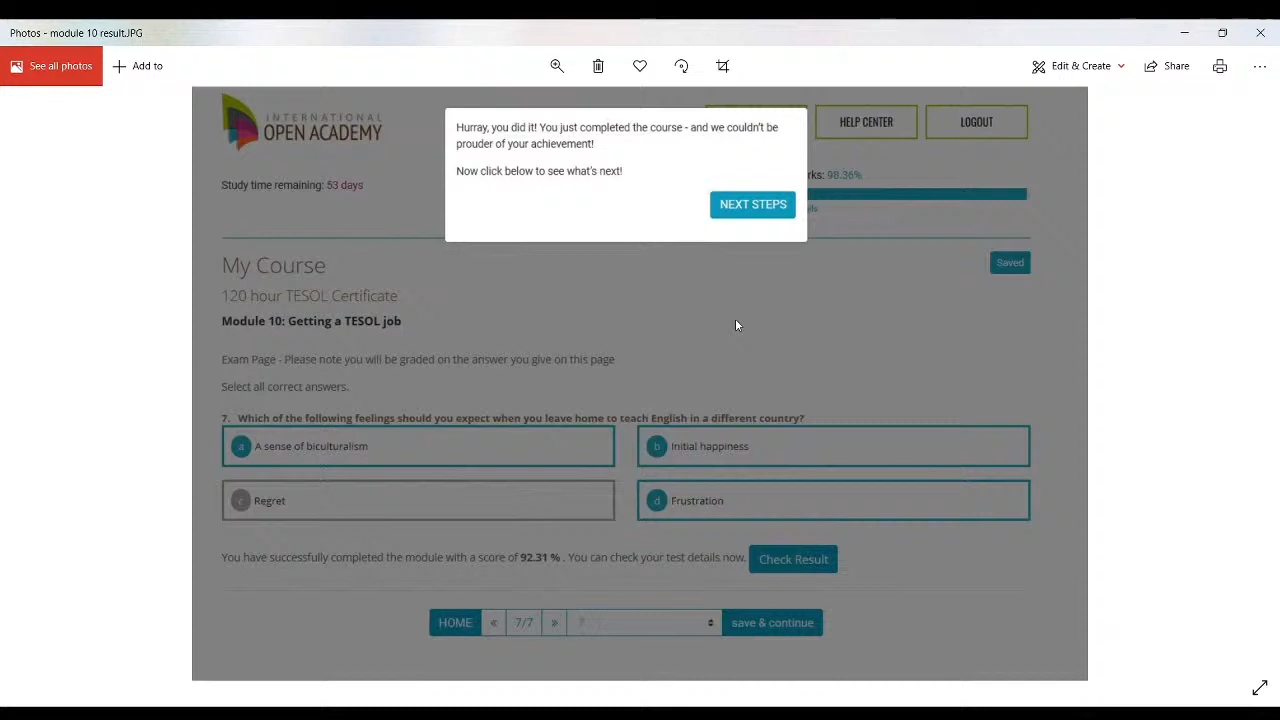 Photos - module 10 result.JPG
See all photos
Add to
Edit & Create
Share
INTERNATIONAL
OPEN ACADEMY
HELP CENTER
LOGOUT
Hurray, you did it! You just completed the course - and we couldn't be
prouder of your achievement!
Now click below to see what's next!
NEXT STEPS
Study time remaining: 53 days
rks: 98.36%
My Course
Saved
120 hour TESOL Certificate
Module 10: Getting a TESOL job
Exam Page - Please note you will be graded on the answer you give on this page
Select all correct answers.
7. Which of the following feelings should you expect when you leave home to teach English in a different country?
a A sense of biculturalism
b Initial happiness
c Regret
d Frustration
You have successfully completed the module with a score of 92.31 % . You can check your test details now. Check Result
HOME « 7/7 » 7 save & continue